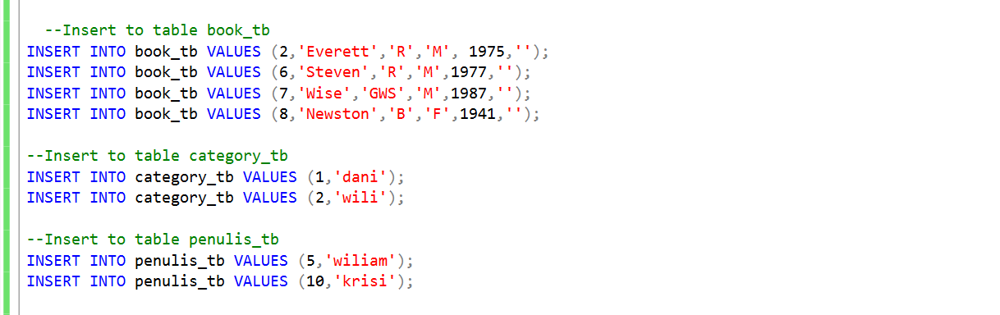 --Insert to table book_tb
INSERT INTO book_tb VALUES (2,'Everett','R','M', 1975,'');
INSERT INTO book_tb VALUES (6,'Steven','R','M',1977,'');
INSERT INTO book_tb VALUES (7,'Wise','GWS','M',1987,'');
INSERT INTO book_tb VALUES (8,'Newston','B','F',1941,'');
--Insert to table category_tb
INSERT INTO category_tb VALUES (1,'dani');
INSERT INTO category_tb VALUES (2,'wili');
--Insert to table penulis_tb
INSERT INTO penulis_tb VALUES (5,'wiliam');
INSERT INTO penulis_tb VALUES (10,'krisi');